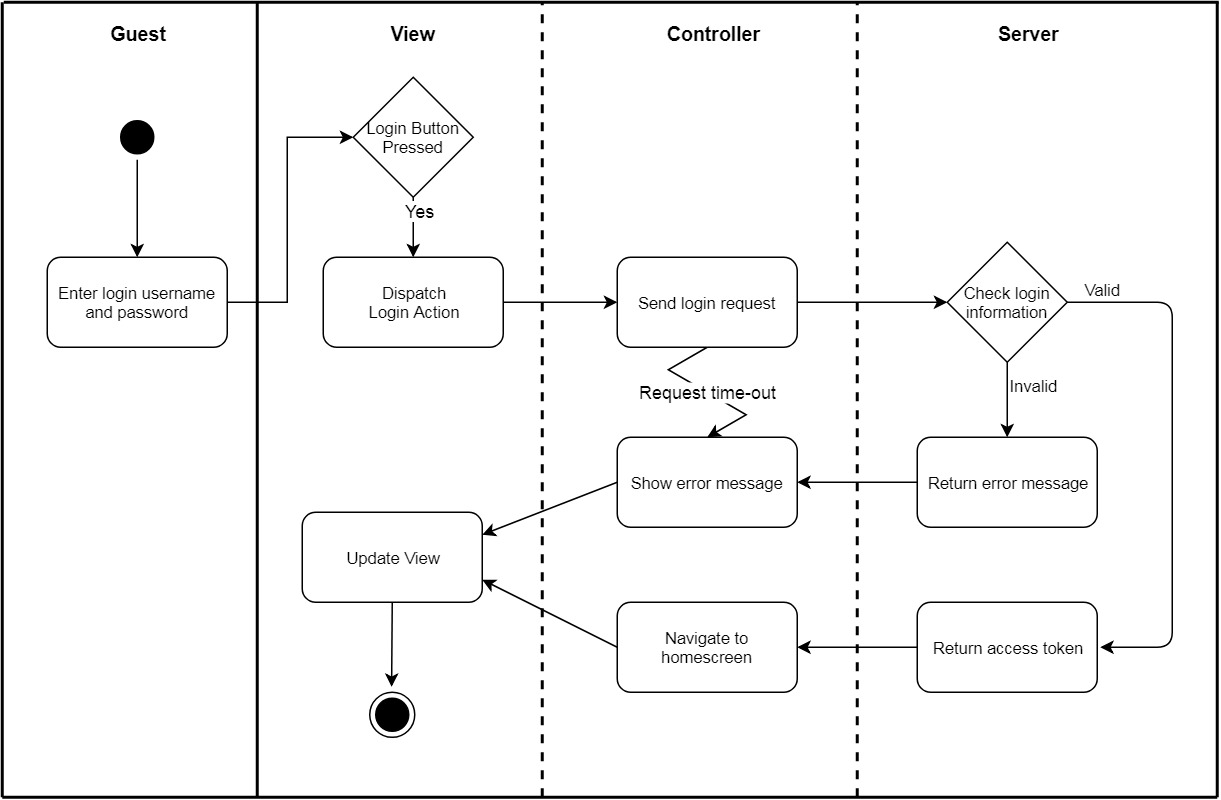 Guest
View
Controller
Server
Login Button
Pressed
Yes
Enter login username
and password
Dispatch
Login Action
Send login request
Check login
information
Valid
Invalid
Request time-out
Show error message
Return error message
Update View
Navigate to
homescreen
Return access token